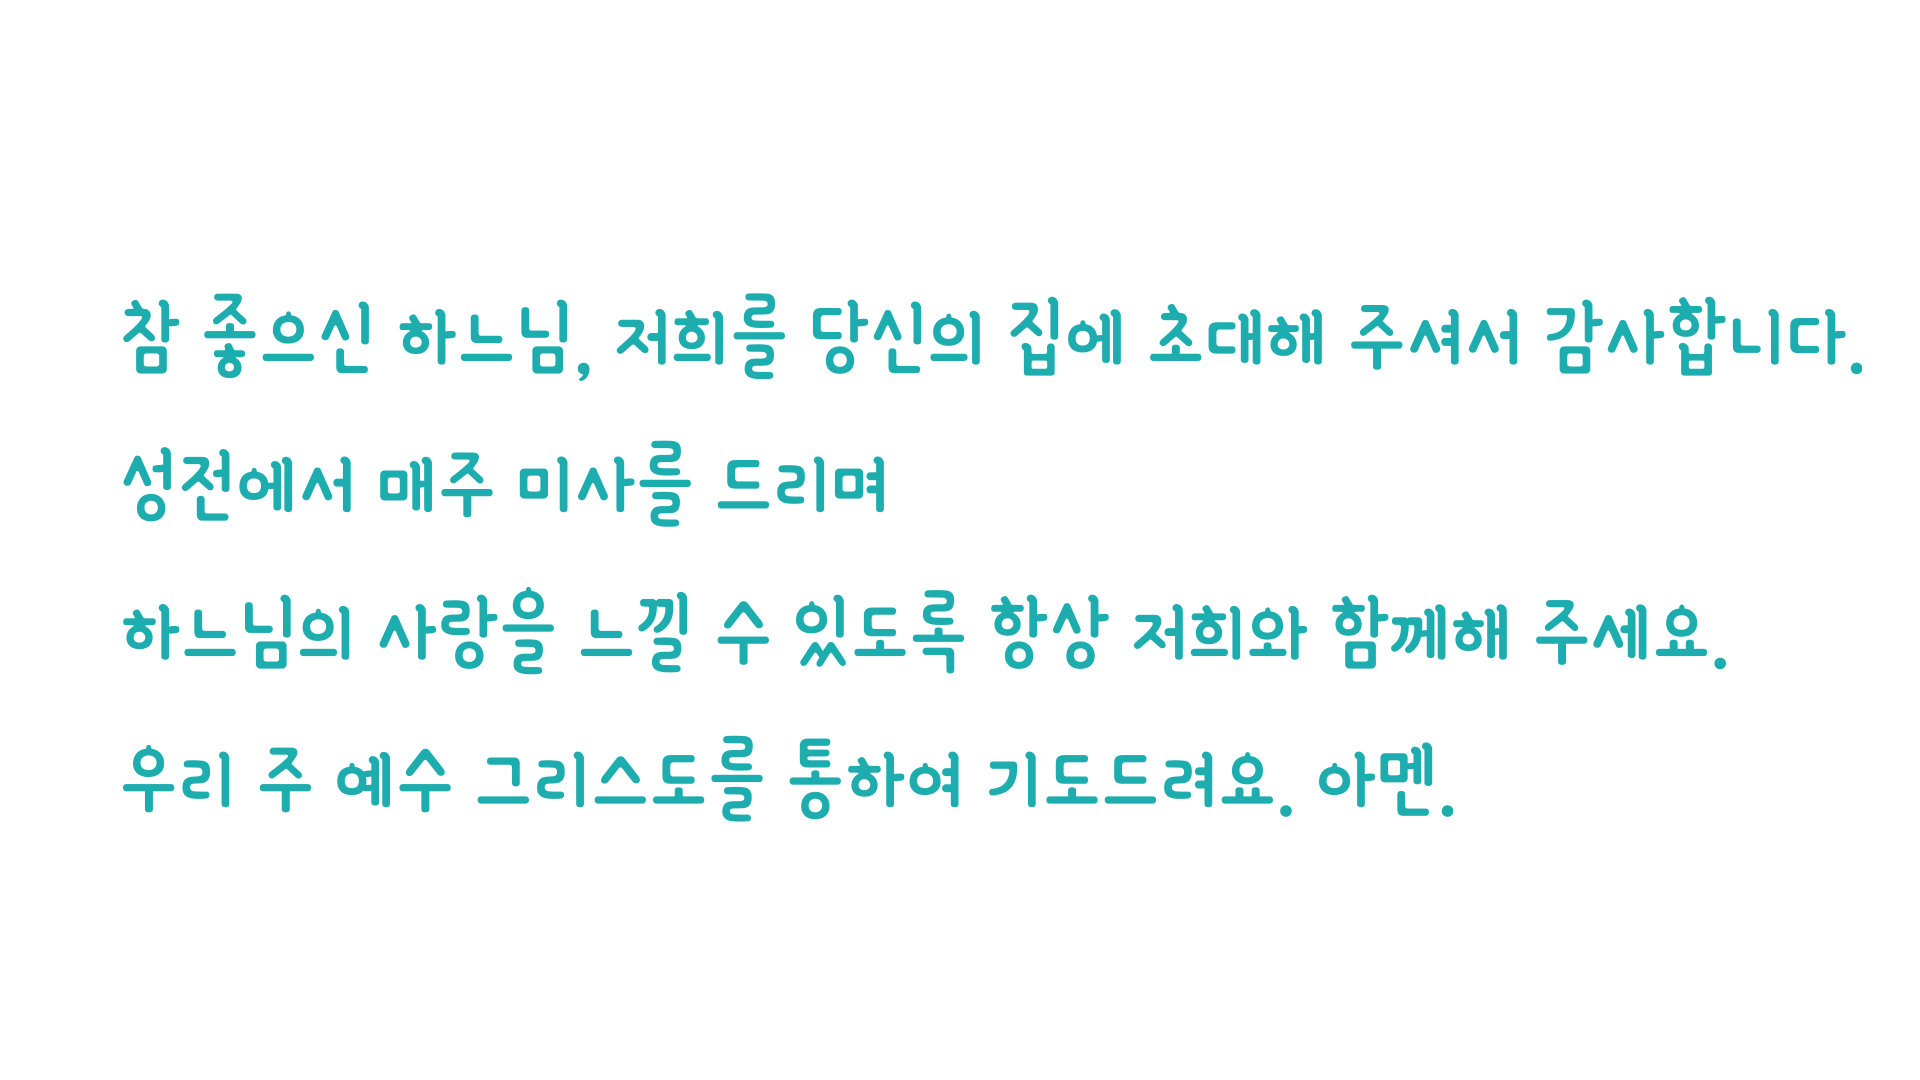 참 좋으신 하느님, 저희를 당신의 집에 초대해 주셔서 감사합니다.
성전에서 매주 미사를 드리며
하느님의 사랑을 느낄 수 있도록 항상 저희와 함께해 주세요.
우리 주 예수 그리스도를 통하여 기도드려요. 아멘.